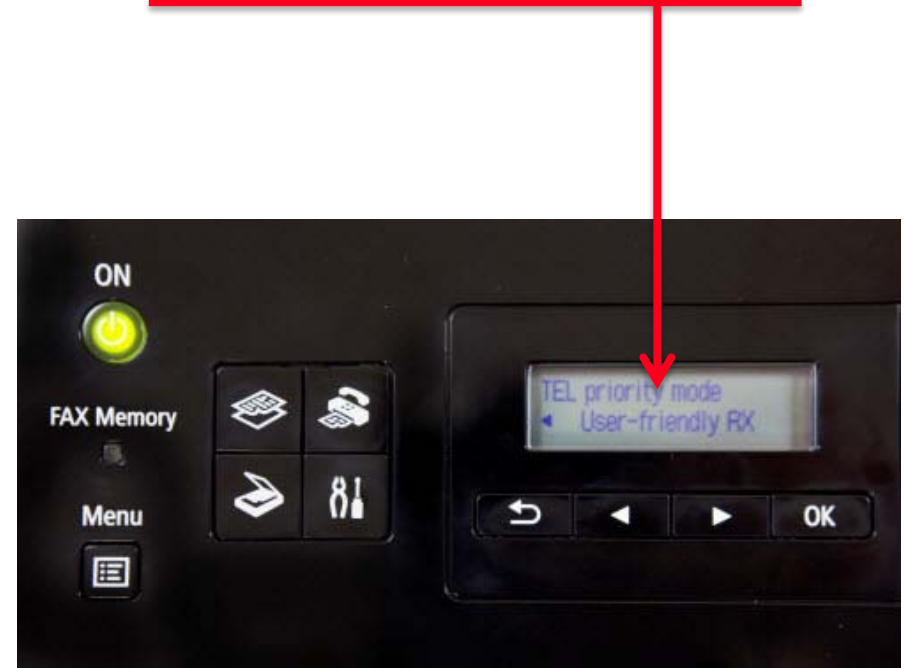 ON
FAX Memory
Menu
TEL priority mode
◄ User-friendly RX
OK